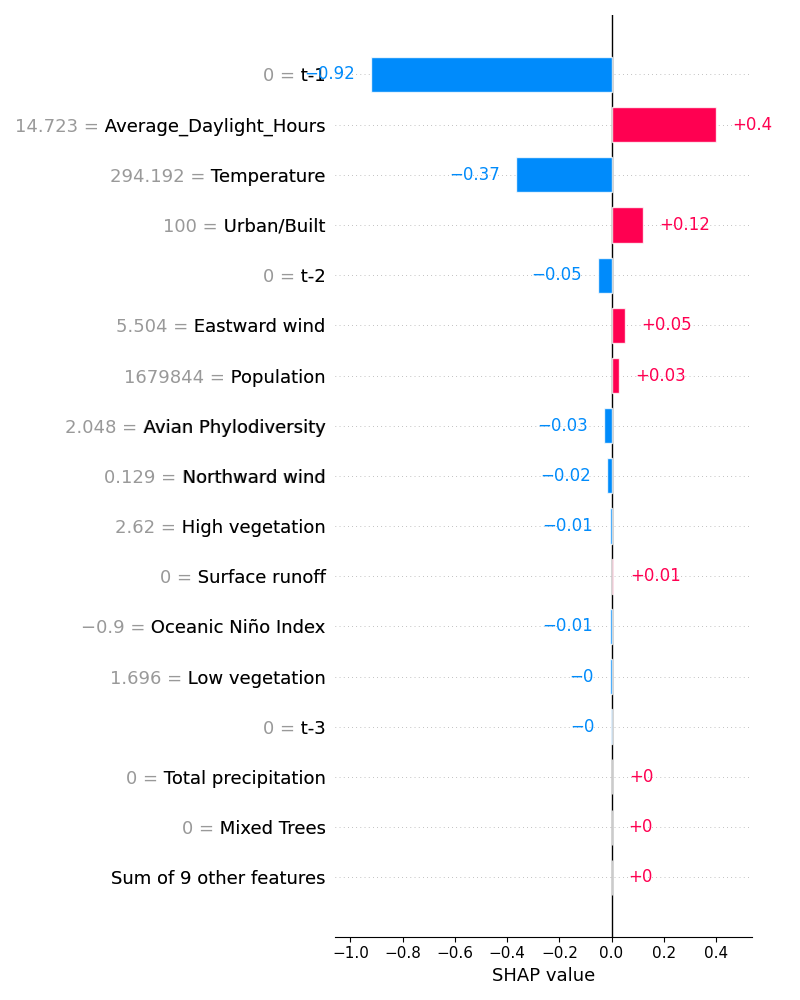 0 = t-1 −0.92
14.723 = Average_Daylight_Hours +0.4
294.192 = Temperature −0.37
100 = Urban/Built +0.12
0 = t-2 −0.05
5.504 = Eastward wind +0.05
1679844 = Population +0.03
2.048 = Avian Phylodiversity −0.03
0.129 = Northward wind −0.02
2.62 = High vegetation −0.01
0 = Surface runoff +0.01
−0.9 = Oceanic Niño Index −0.01
1.696 = Low vegetation −0
0 = t-3 −0
0 = Total precipitation +0
0 = Mixed Trees +0
Sum of 9 other features +0
−1.0 −0.8 −0.6 −0.4 −0.2 0.0 0.2 0.4
SHAP value